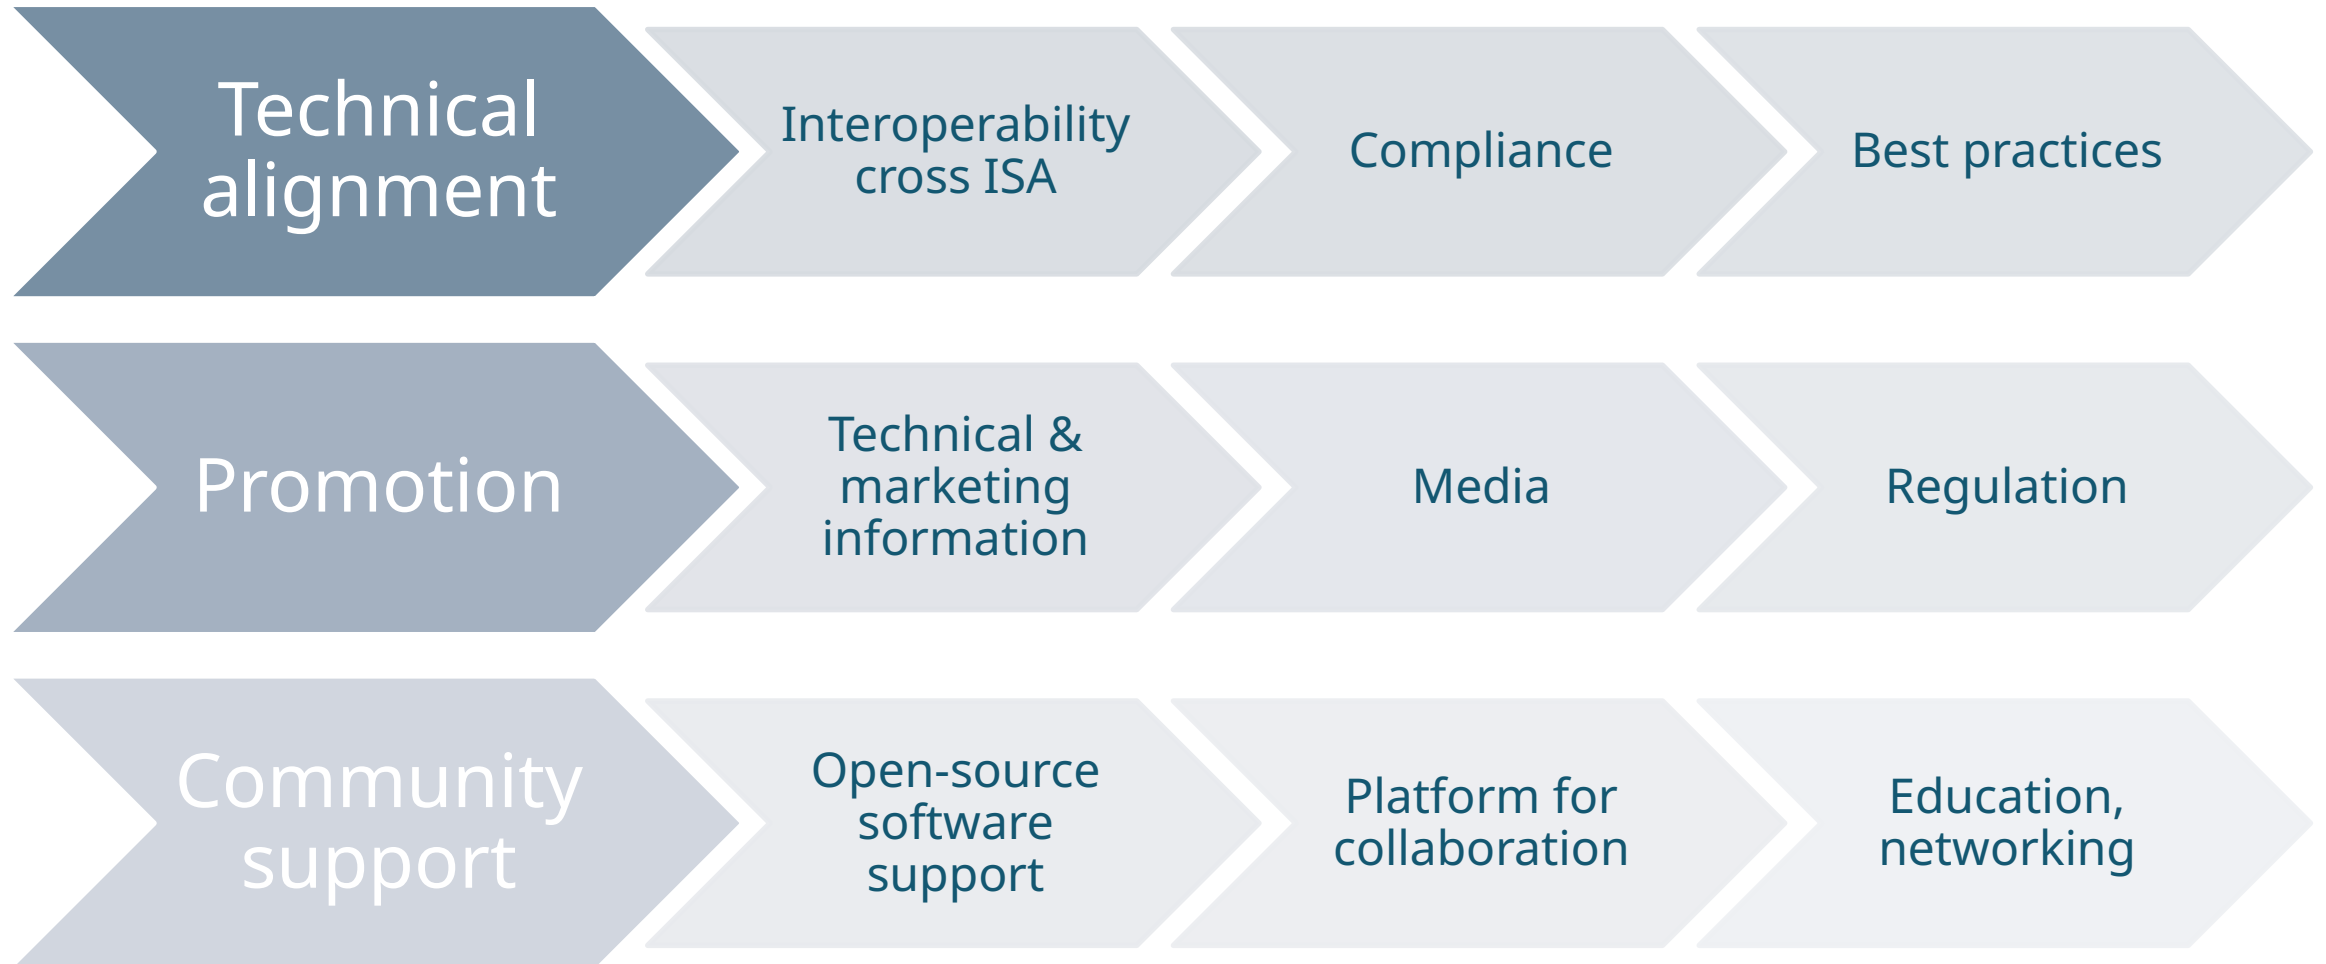 Technical
alignment
Interoperability
cross ISA
Compliance
Best practices
Promotion
Technical &
marketing
information
Media
Regulation
Community
support
Open-source
software
support
Platform for
collaboration
Education,
networking